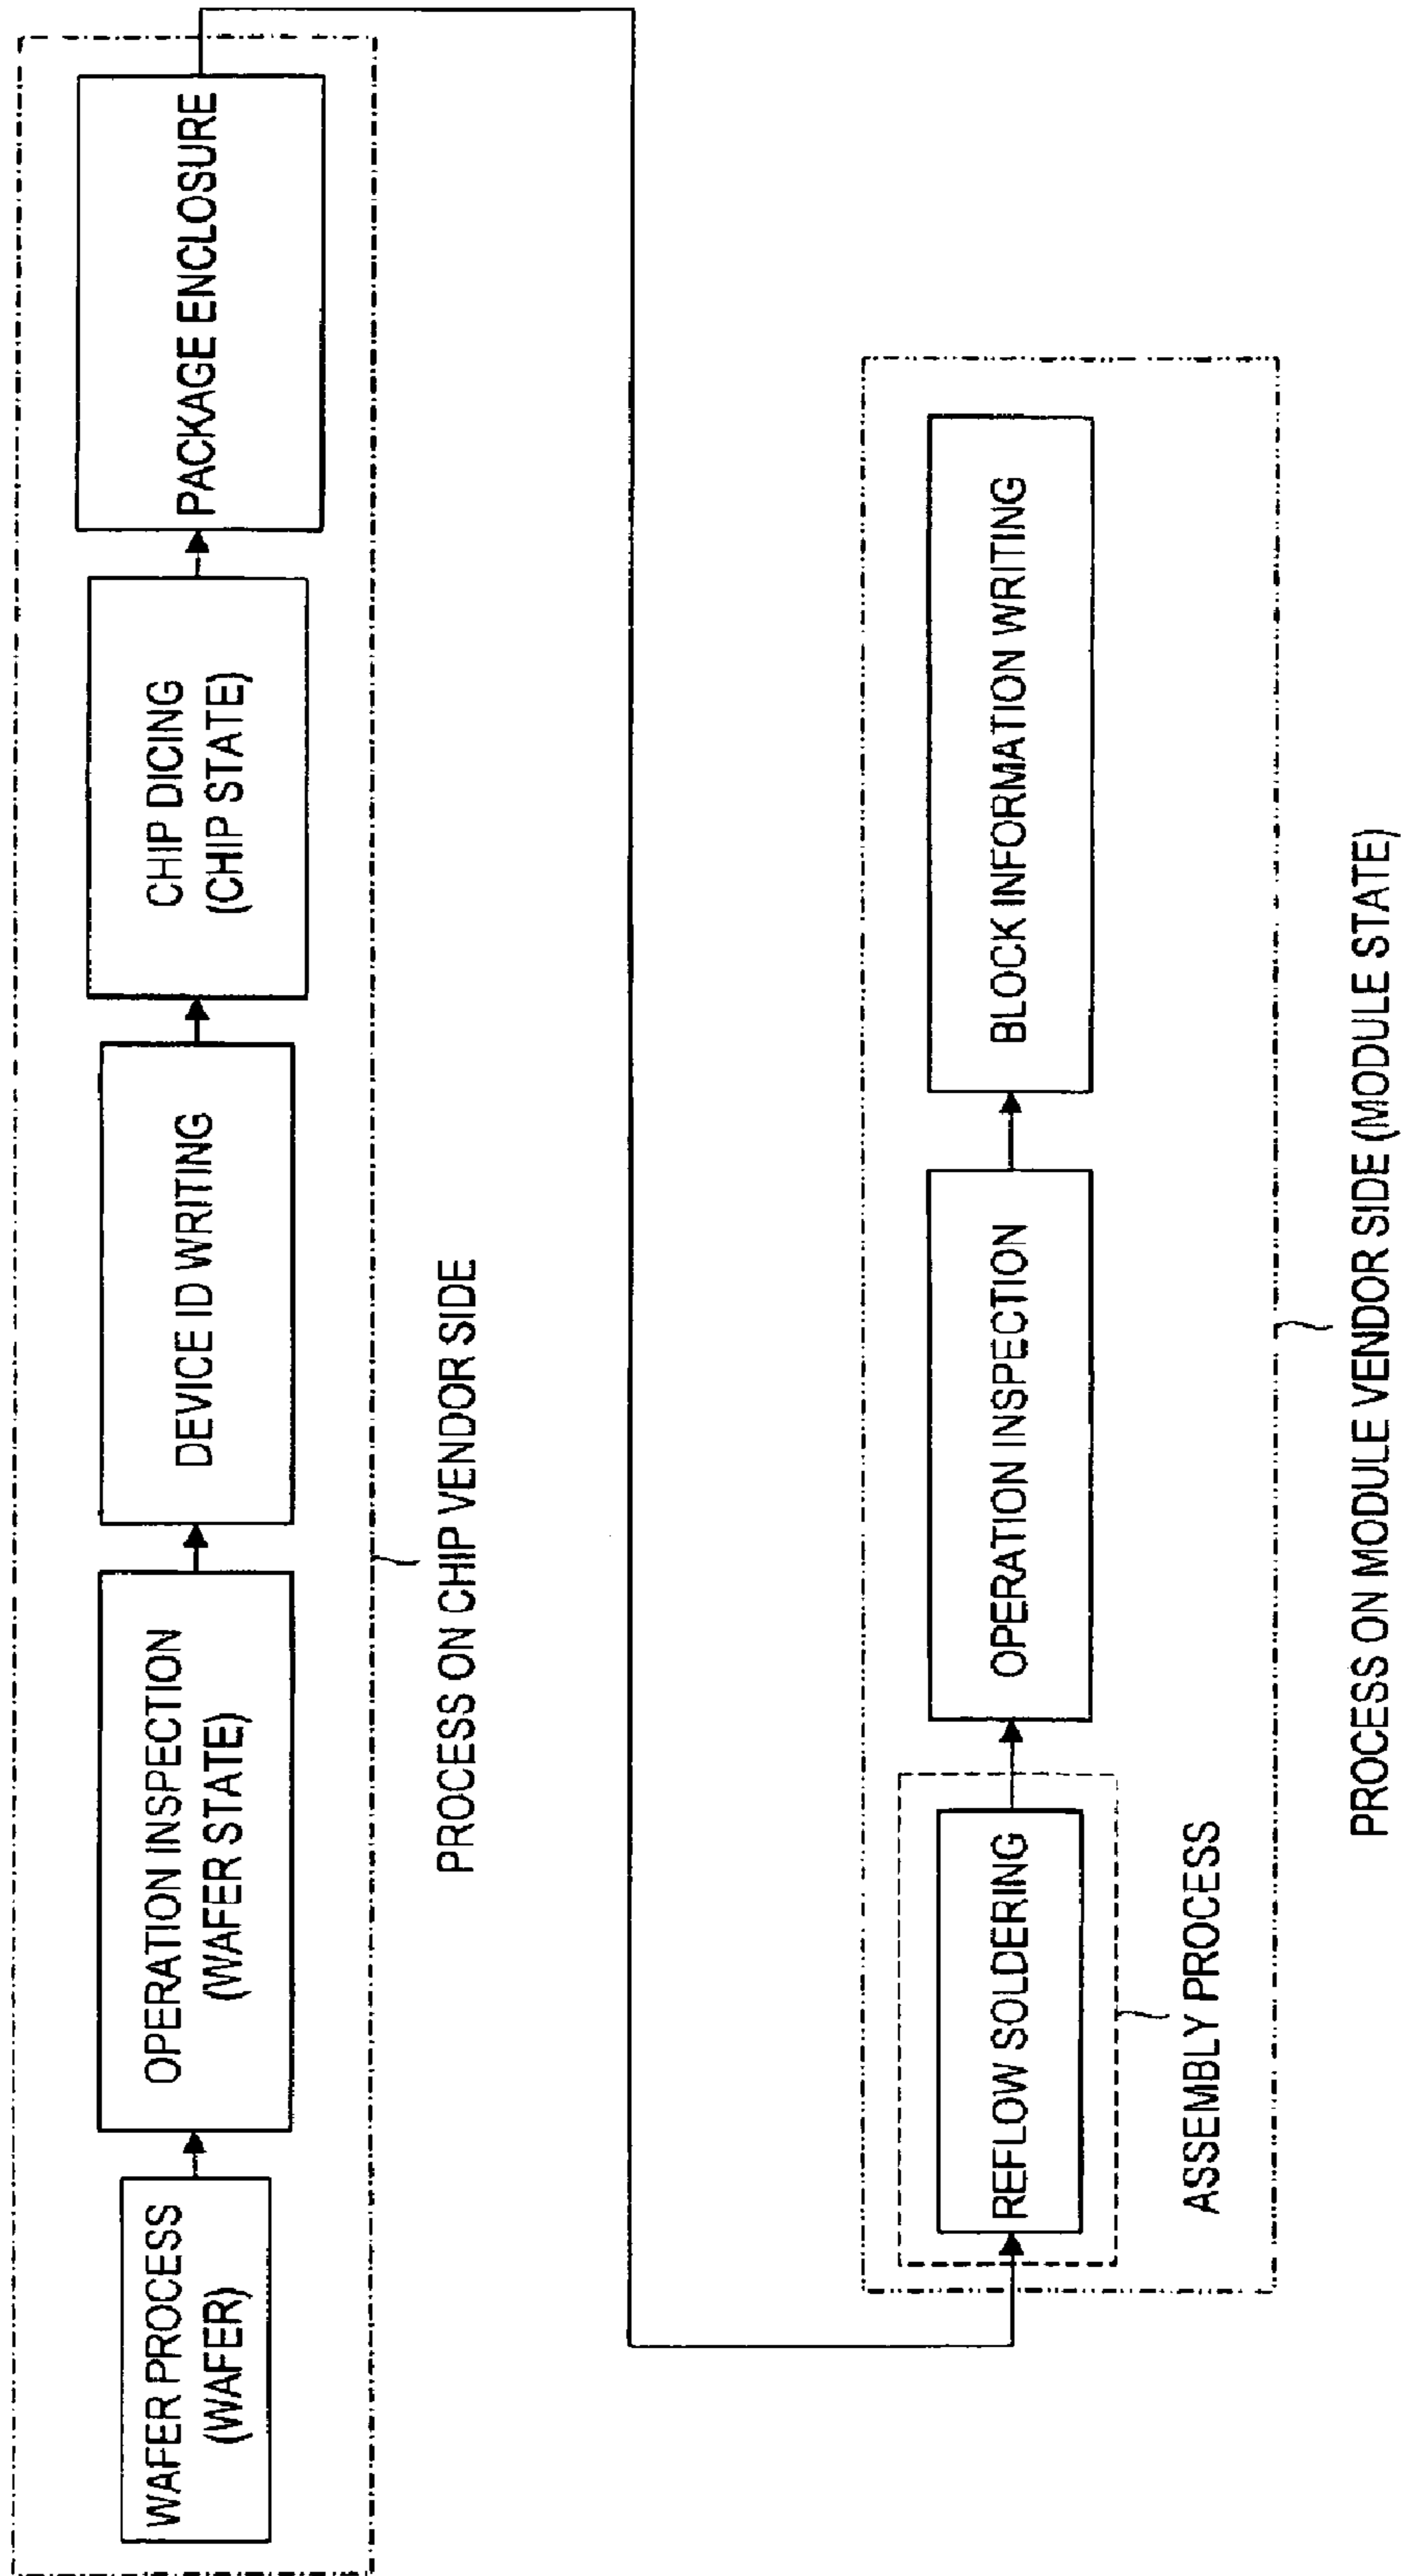 WAFER PROCESS
(WAFER)
OPERATION INSPECTION
(WAFER STATE)
DEVICE ID WRITING
CHIP DICING
(CHIP STATE)
PACKAGE ENCLOSURE
PROCESS ON CHIP VENDOR SIDE
REFLOW SOLDERING
OPERATION INSPECTION
BLOCK INFORMATION WRITING
ASSEMBLY PROCESS
PROCESS ON MODULE VENDOR SIDE (MODULE STATE)